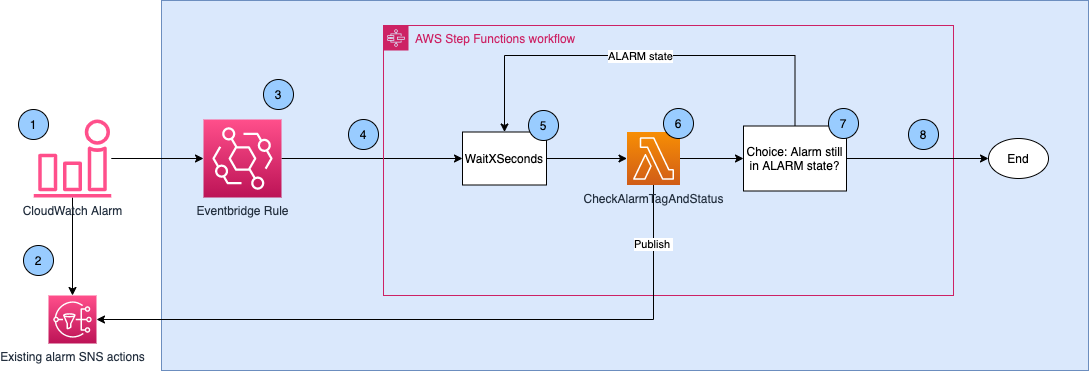 AWS Step Functions workflow
ALARM state
1
3
4
5
6
7
8
WaitXSeconds
Choice: Alarm still
in ALARM state?
End
CloudWatch Alarm
Eventbridge Rule
CheckAlarmTagAndStatus
2
Publish
Existing alarm SNS actions